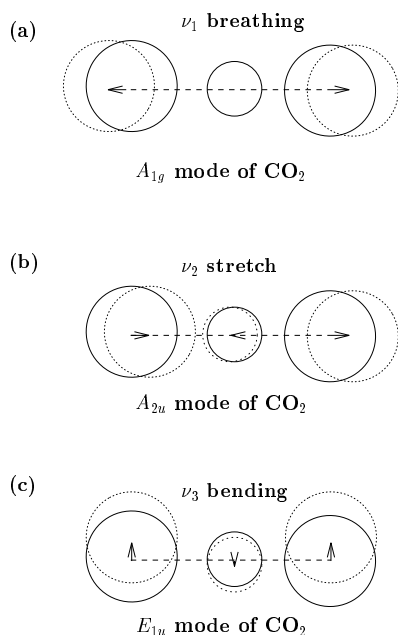 (a)
ν₁ breathing
A₁g mode of CO₂
(b)
ν₂ stretch
A₂u mode of CO₂
(c)
ν₃ bending
E₁u mode of CO₂